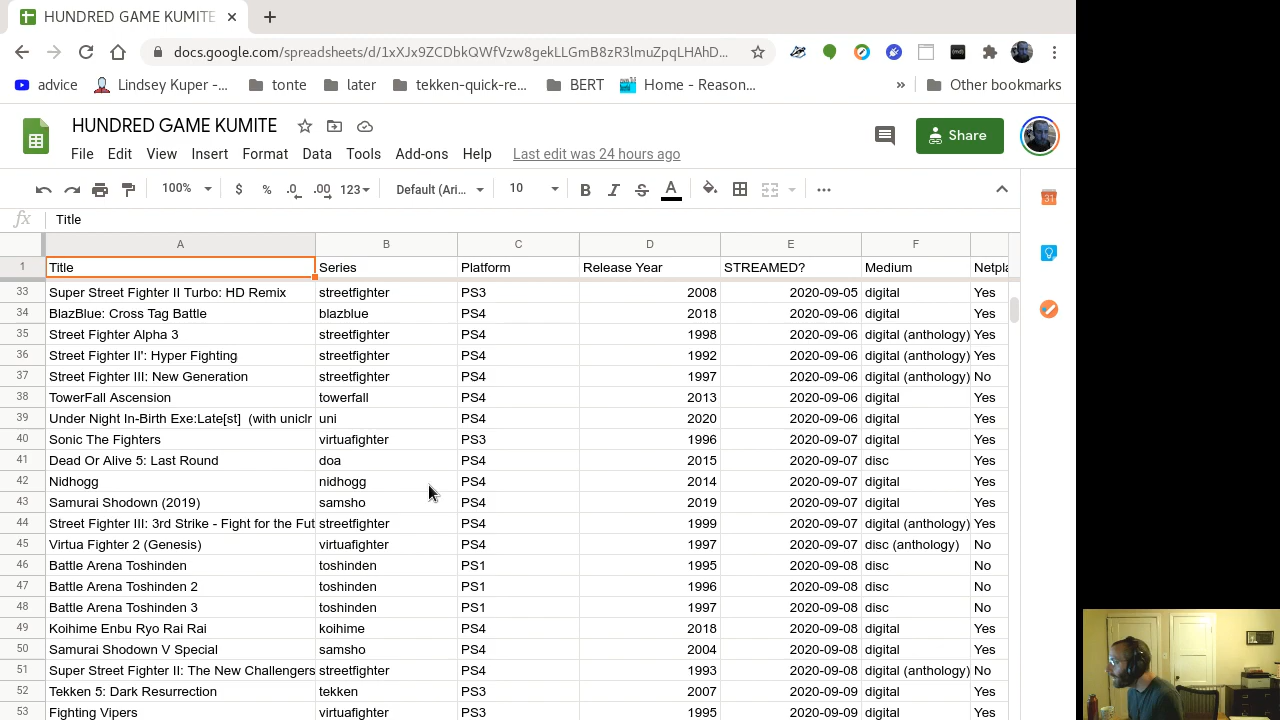 HUNDRED GAME KUMITE
docs.google.com/spreadsheets/d/1xXJx9ZCDbkQWfVzw8gekLLGmB8zR3lmuZpqLHAhD...
advice Lindsey Kuper -... tonte later tekken-quick-re... BERT Home - Reason... » Other bookmarks
HUNDRED GAME KUMITE
Share
File Edit View Insert Format Data Tools Add-ons Help Last edit was 24 hours ago
100% $ % .0 .00 123 Default (Ari... 10 B I S A
31
fx Title
A B C D E F
1 Title Series Platform Release Year STREAMED? Medium Netpla
33 Super Street Fighter II Turbo: HD Remix streetfighter PS3 2008 2020-09-05 digital Yes
34 BlazBlue: Cross Tag Battle blazblue PS4 2018 2020-09-06 digital Yes
35 Street Fighter Alpha 3 streetfighter PS4 1998 2020-09-06 digital (anthology) Yes
36 Street Fighter II': Hyper Fighting streetfighter PS4 1992 2020-09-06 digital (anthology) Yes
37 Street Fighter III: New Generation streetfighter PS4 1997 2020-09-06 digital (anthology) No
38 TowerFall Ascension towerfall PS4 2013 2020-09-06 digital Yes
39 Under Night In-Birth Exe:Late[st] (with uniclr uni PS4 2020 2020-09-06 digital Yes
40 Sonic The Fighters virtuafighter PS3 1996 2020-09-07 digital Yes
41 Dead Or Alive 5: Last Round doa PS4 2015 2020-09-07 disc Yes
42 Nidhogg nidhogg PS4 2014 2020-09-07 digital Yes
43 Samurai Shodown (2019) samsho PS4 2019 2020-09-07 digital Yes
44 Street Fighter III: 3rd Strike - Fight for the Fut streetfighter PS4 1999 2020-09-07 digital (anthology) Yes
45 Virtua Fighter 2 (Genesis) virtuafighter PS4 1997 2020-09-07 disc (anthology) No
46 Battle Arena Toshinden toshinden PS1 1995 2020-09-08 disc No
47 Battle Arena Toshinden 2 toshinden PS1 1996 2020-09-08 disc No
48 Battle Arena Toshinden 3 toshinden PS1 1997 2020-09-08 disc No
49 Koihime Enbu Ryo Rai Rai koihime PS4 2018 2020-09-08 digital Yes
50 Samurai Shodown V Special samsho PS4 2004 2020-09-08 digital Yes
51 Super Street Fighter II: The New Challengers streetfighter PS4 1993 2020-09-08 digital (anthology) No
52 Tekken 5: Dark Resurrection tekken PS3 2007 2020-09-09 digital Yes
53 Fighting Vipers virtuafighter PS3 1995 2020-09-09 digital Yes